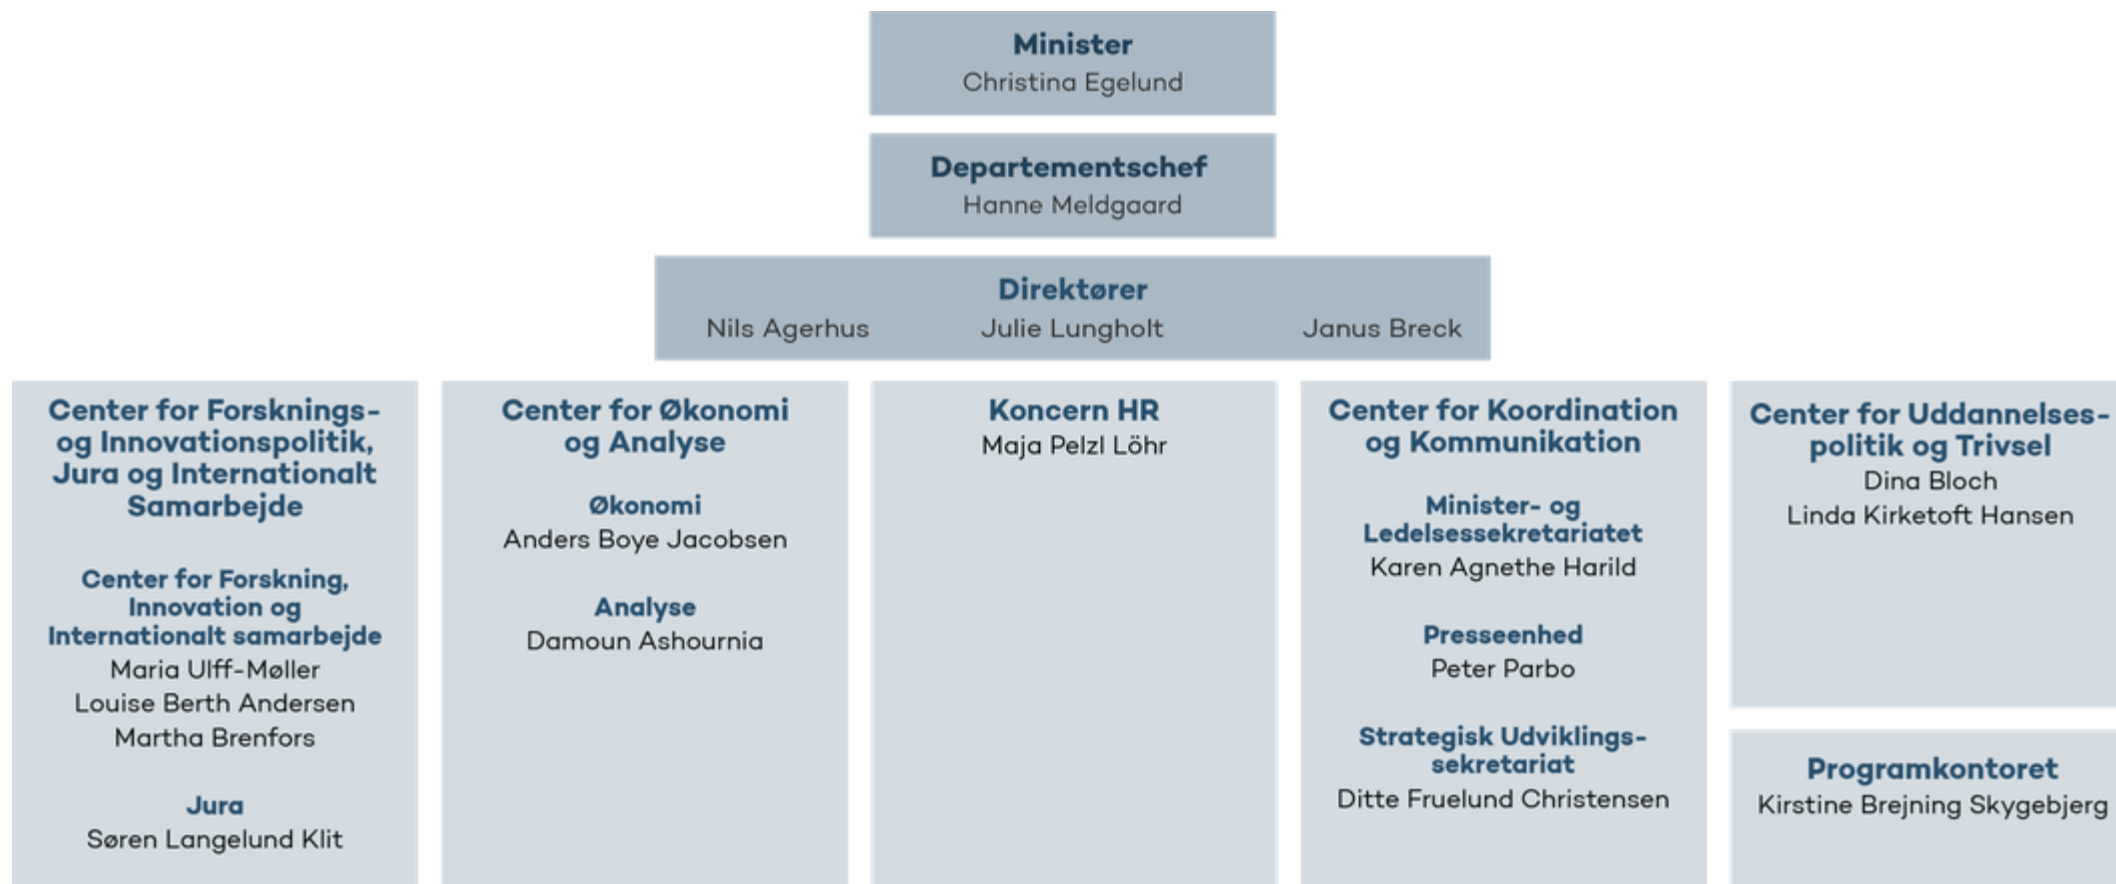 Minister
Christina Egelund
Departementschef
Hanne Meldgaard
Direktører
Nils Agerhus
Julie Lungholt
Janus Breck
Center for Forsknings-
og Innovationspolitik,
Jura og Internationalt
Samarbejde
Center for Forskning,
Innovation og
Internationalt samarbejde
Maria Ulff-Møller
Louise Berth Andersen
Martha Brenfors
Jura
Søren Langelund Klit
Center for Økonomi
og Analyse
Økonomi
Anders Boye Jacobsen
Analyse
Damoun Ashournia
Koncern HR
Maja Pelzl Löhr
Center for Koordination
og Kommunikation
Minister- og
Ledelsessekretariatet
Karen Agnethe Harild
Presseenhed
Peter Parbo
Strategisk Udviklings-
sekretariat
Ditte Fruelund Christensen
Center for Uddannelses-
politik og Trivsel
Dina Bloch
Linda Kirketoft Hansen
Programkontoret
Kirstine Brejning Skygebjerg